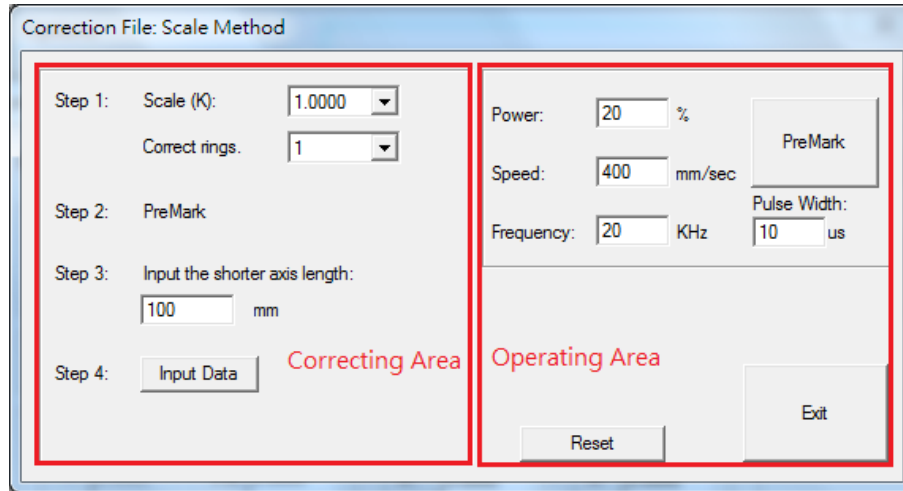 Correction File: Scale Method
Step 1: Scale (K): 1.0000
Correct rings. 1
Step 2: PreMark
Step 3: Input the shorter axis length:
100 mm
Step 4: Input Data
Correcting Area
Power: 20 %
PreMark
Speed: 400 mm/sec
Pulse Width:
Frequency: 20 KHz 10 us
Operating Area
Exit
Reset